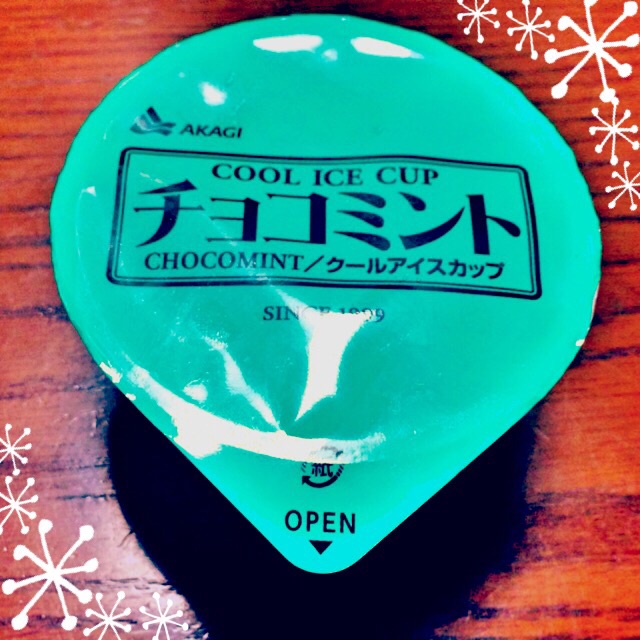 AKAGI
COOL ICE CUP
チョコミント
CHOCOMINT/クールアイスカップ
SINCE
紙
OPEN